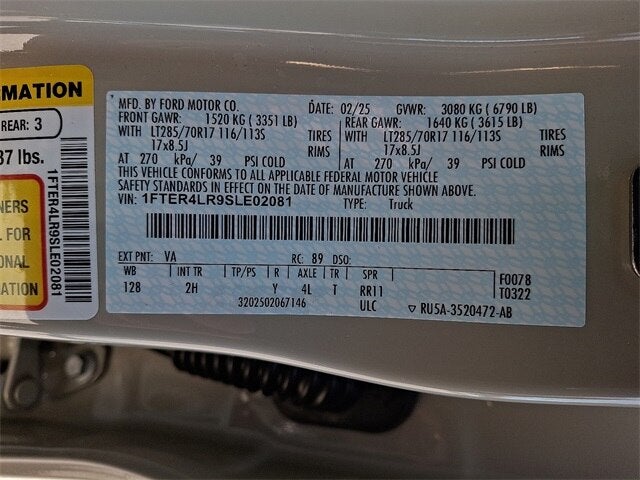 MATION
REAR: 3
37 lbs.
NERS
L FOR
ONAL
ATION
1FTER4LR9SLE02081
MFD. BY FORD MOTOR CO. DATE: 02/25 GVWR: 3080 KG ( 6790 LB)
FRONT GAWR: 1520 KG ( 3351 LB) REAR GAWR: 1640 KG ( 3615 LB)
WITH LT285/70R17 116/113S TIRES WITH LT285/70R17 116/113S TIRES
17x8.5J RIMS 17x8.5J RIMS
AT 270 kPa/ 39 PSI COLD AT 270 kPa/ 39 PSI COLD
THIS VEHICLE CONFORMS TO ALL APPLICABLE FEDERAL MOTOR VEHICLE
SAFETY STANDARDS IN EFFECT ON THE DATE OF MANUFACTURE SHOWN ABOVE.
VIN: 1FTER4LR9SLE02081 TYPE: Truck
EXT PNT: VA RC: 89 DSO:
WB INT TR TP/PS R AXLE TR SPR F0078
128 2H Y 4L T RR11 T0322
3202502067146 ULC ▽ RU5A-3520472-AB